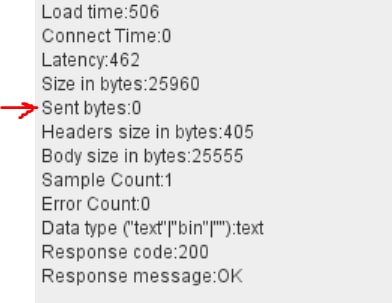 Load time:506
Connect Time:0
Latency:462
Size in bytes:25960
Sent bytes:0
Headers size in bytes:405
Body size in bytes:25555
Sample Count:1
Error Count:0
Data type ("text"|"bin"|""):text
Response code:200
Response message:OK